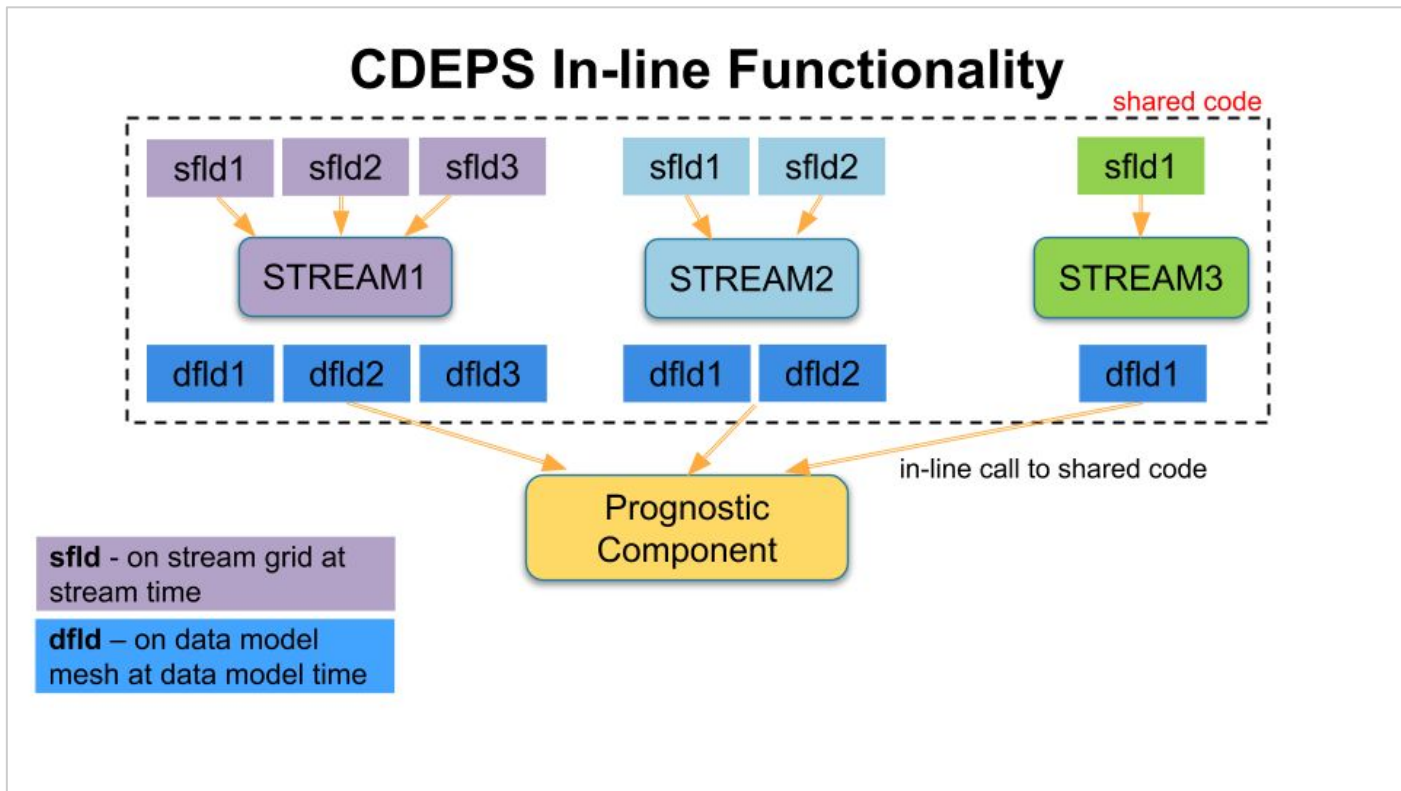 CDEPS In-line Functionality
shared code
sfld1
sfld2
sfld3
sfld1
sfld2
sfld1
STREAM1
STREAM2
STREAM3
dfld1
dfld2
dfld3
dfld1
dfld2
dfld1
in-line call to shared code
Prognostic
Component
sfld - on stream grid at
stream time
dfld – on data model
mesh at data model time